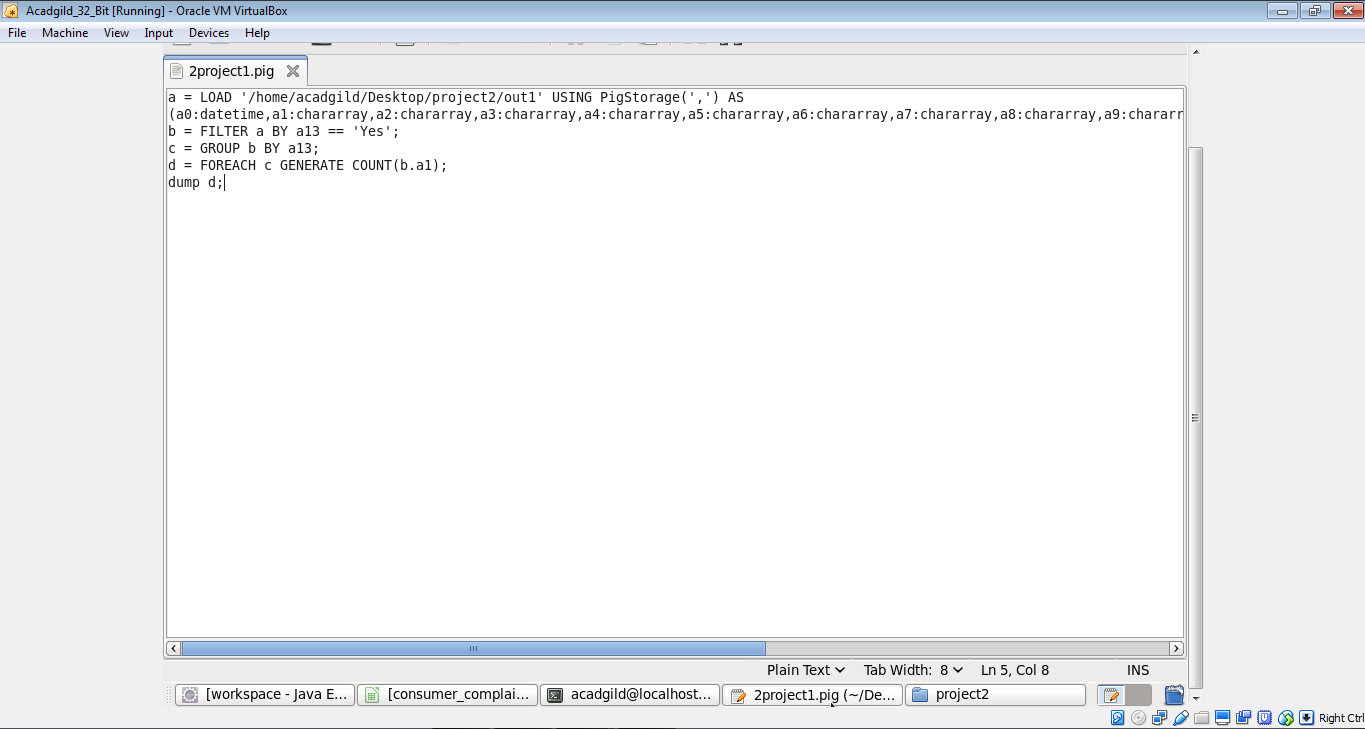 Acadgild_32_Bit [Running] - Oracle VM VirtualBox
File Machine View Input Devices Help
2project1.pig
a = LOAD '/home/acadgild/Desktop/project2/out1' USING PigStorage(',') AS
(a0:datetime,a1:chararray,a2:chararray,a3:chararray,a4:chararray,a5:chararray,a6:chararray,a7:chararray,a8:chararray,a9:chararr
b = FILTER a BY a13 == 'Yes';
c = GROUP b BY a13;
d = FOREACH c GENERATE COUNT(b.a1);
dump d;
Plain Text Tab Width: 8 Ln 5, Col 8 INS
[workspace - Java E... [consumer_complai... acadgild@localhost... 2project1.pig (~/De... project2
Right Ctrl